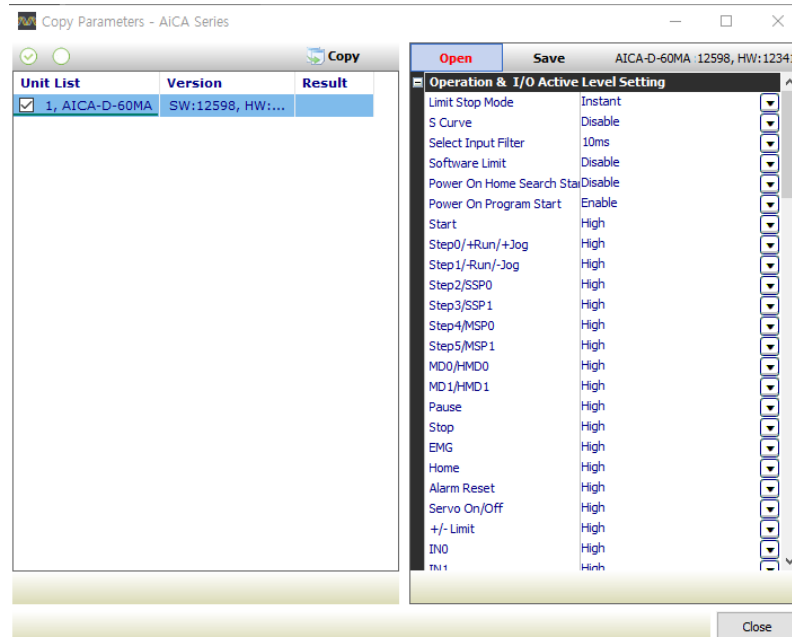 Copy Parameters - AiCA Series
Copy
Unit List Version Result
1, AICA-D-60MA SW:12598, HW:...
Open Save AICA-D-60MA :12598, HW:1234
Operation & I/O Active Level Setting
Limit Stop Mode Instant
S Curve Disable
Select Input Filter 10ms
Software Limit Disable
Power On Home Search Star Disable
Power On Program Start Enable
Start High
Step0/+Run/+Jog High
Step1/-Run/-Jog High
Step2/SSP0 High
Step3/SSP1 High
Step4/MSP0 High
Step5/MSP1 High
MD0/HMD0 High
MD1/HMD1 High
Pause High
Stop High
EMG High
Home High
Alarm Reset High
Servo On/Off High
+/- Limit High
IN0 High
IN1 High
Close